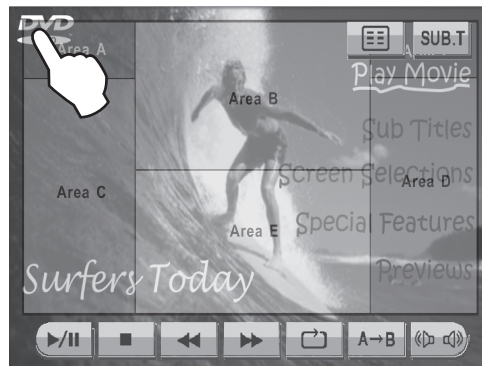 DVD
SUB.T
Area A
Play Movie
Area B
Sub Titles
Screen Selections
Area C
Area D
Special Features
Area E
Previews
Surfers Today
A→B